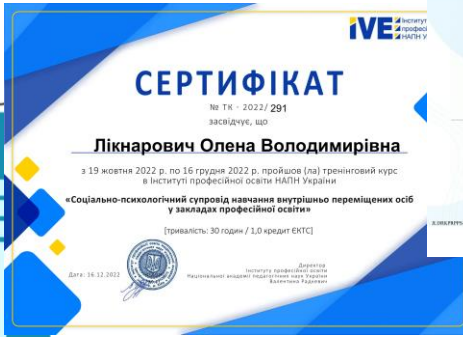 IVE
Інститут
професі
НАПН У
СЕРТИФІКАТ
№ ТК - 2022/ 291
засвідчує, що
Лікнарович Олена Володимирівна
з 19 жовтня 2022 р. по 16 грудня 2022 р. пройшов (ла) тренінговий курс
в Інституті професійної освіти НАПН України
«Соціально-психологічний супровід навчання внутрішньо переміщених осіб
у закладах професійної освіти»
[тривалість: 30 годин / 1,0 кредит ЄКТС]
Дата: 16.12.2022
Директор
Інституту професійної освіти
Національної академії педагогічних наук України
Валентина Радкевич